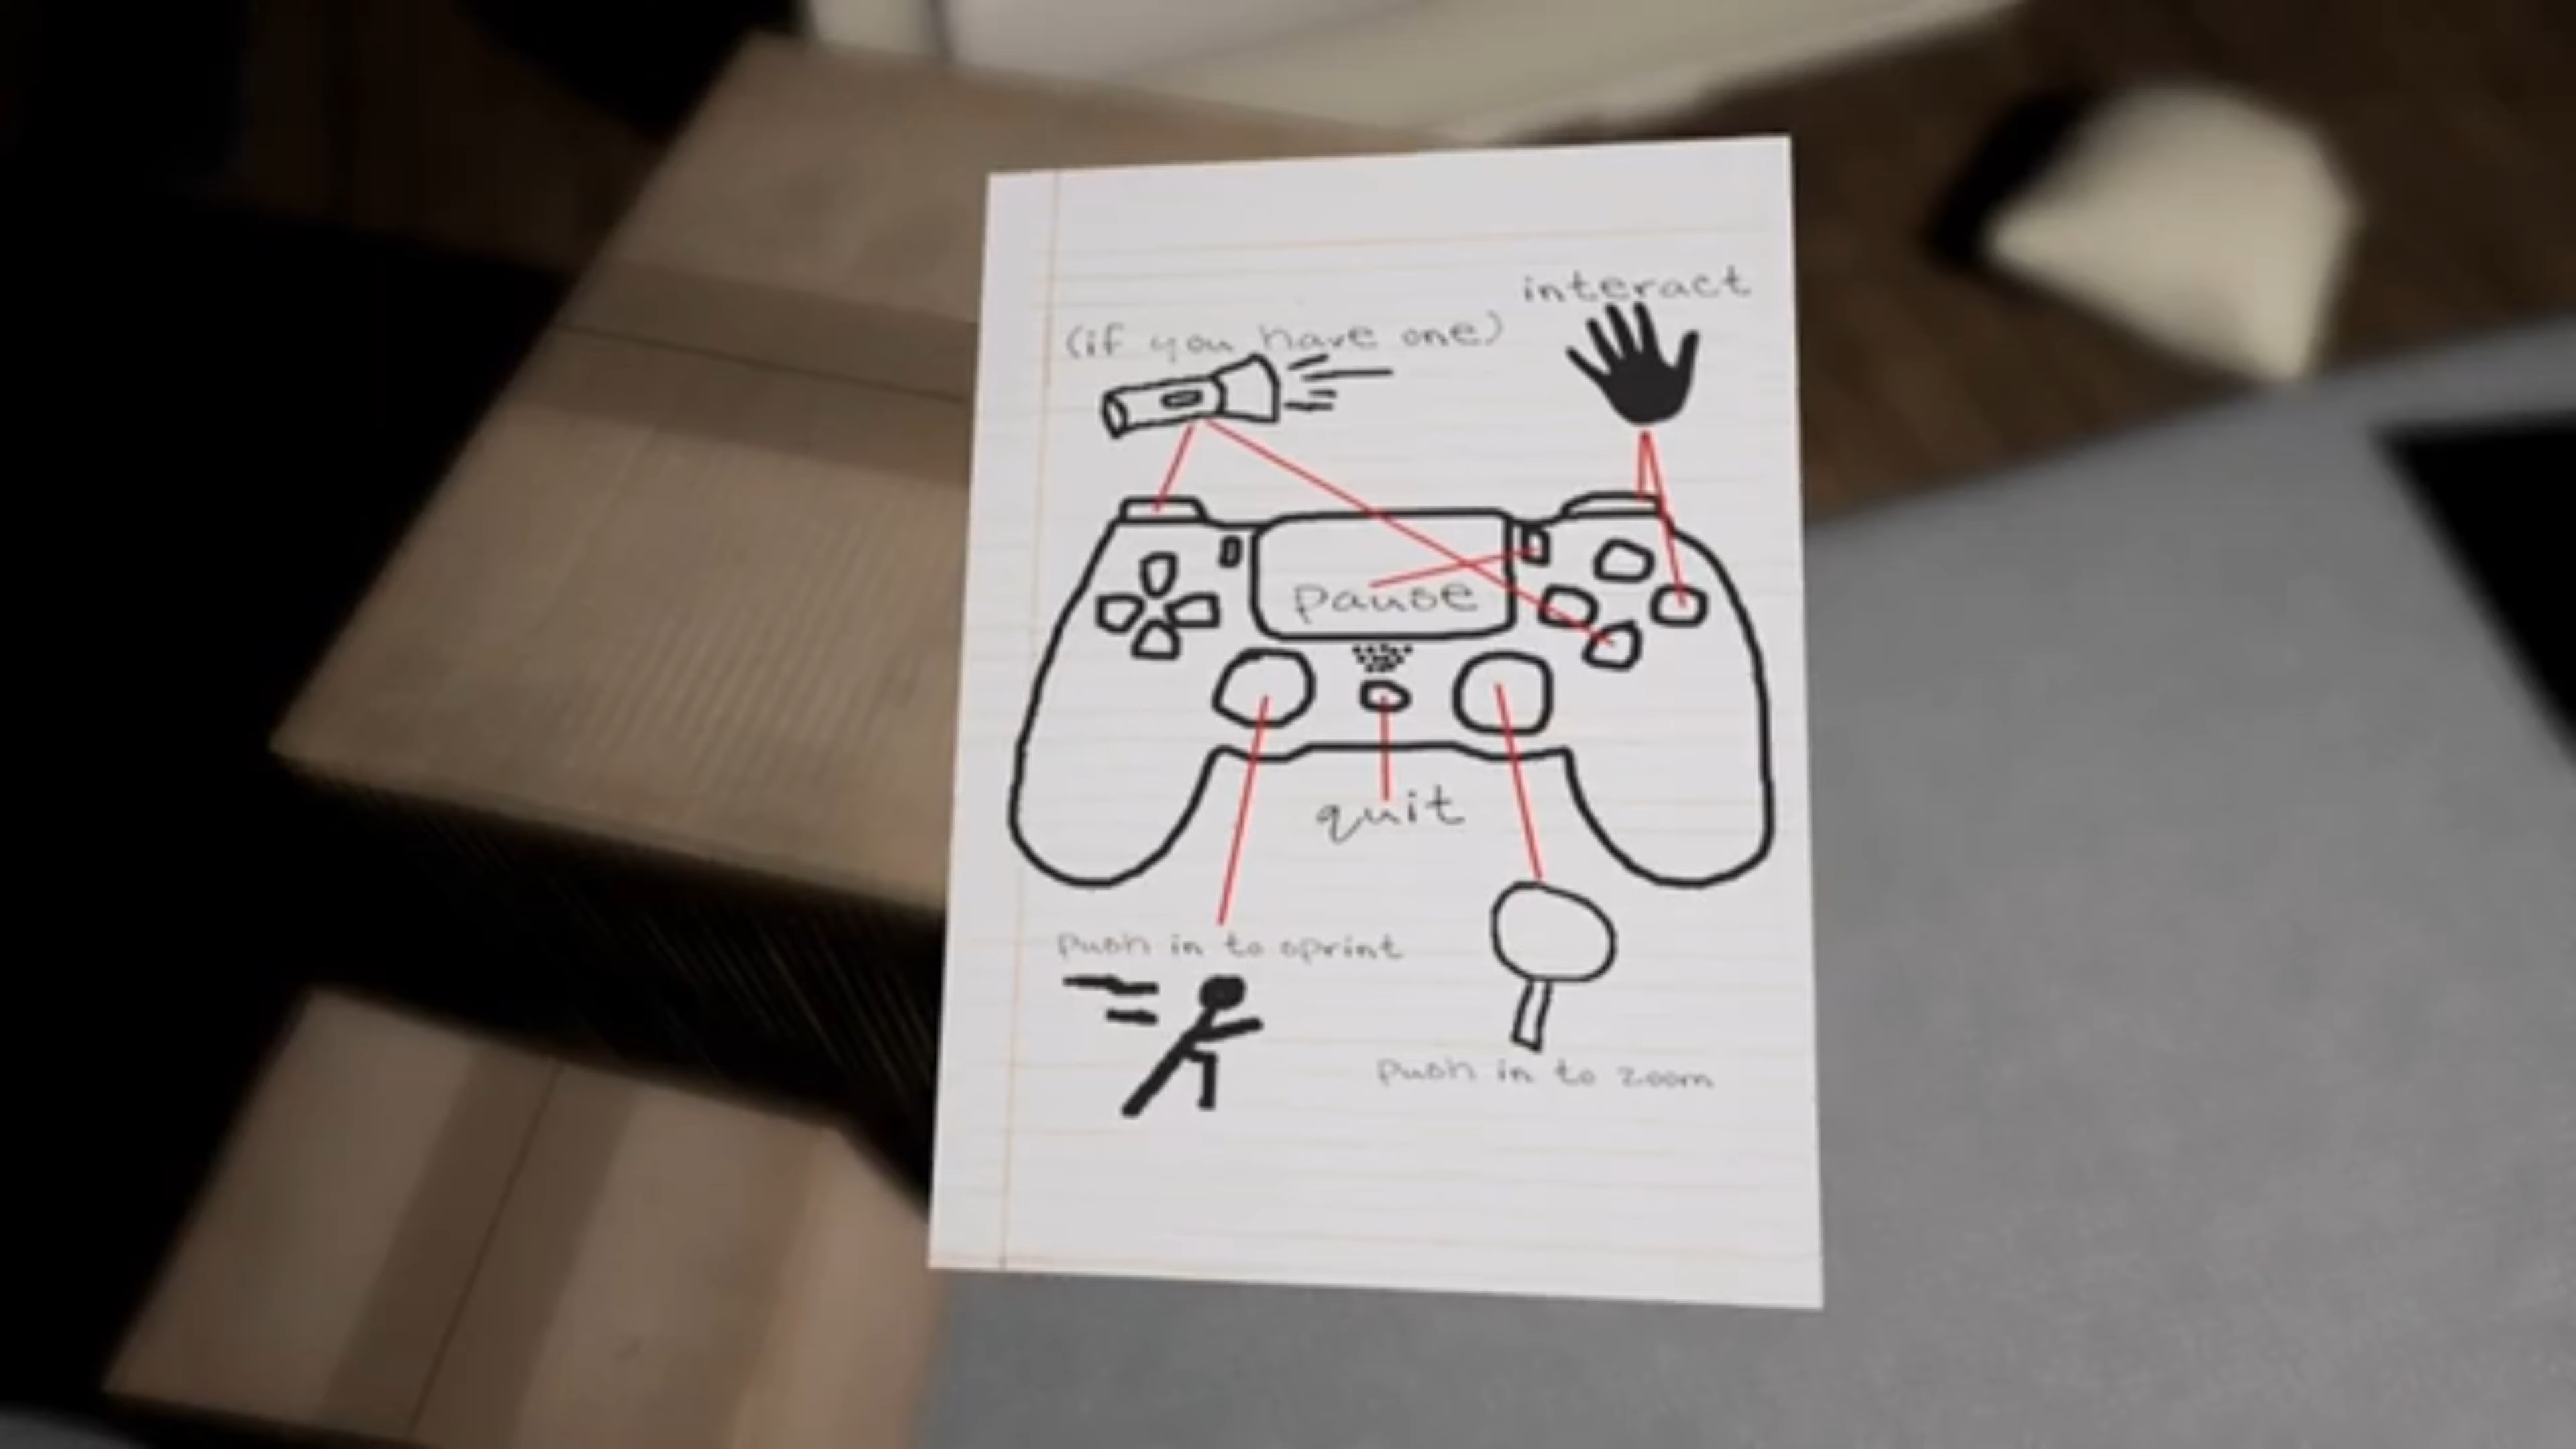 interact
(if you have one)
pause
quit
push in to sprint
push in to zoom